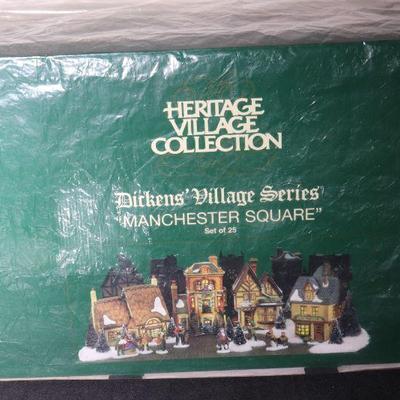 HERITAGE
VILLAGE
COLLECTION
Dickens' Village Series
"MANCHESTER SQUARE"
Set of 25